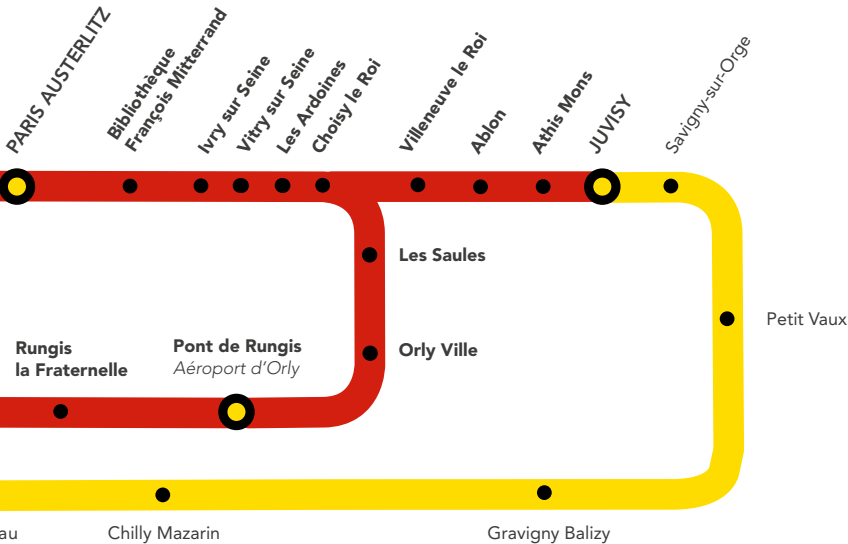 PARIS AUSTERLITZ
Bibliothèque
François Mitterrand
Ivry sur Seine
Vitry sur Seine
Les Ardoines
Choisy le Roi
Villeneuve le Roi
Ablon
Athis Mons
JUVISY
Savigny-sur-Orge
Les Saules
Petit Vaux
Rungis
la Fraternelle
Pont de Rungis
Aéroport d'Orly
Orly Ville
au
Chilly Mazarin
Gravigny Balizy